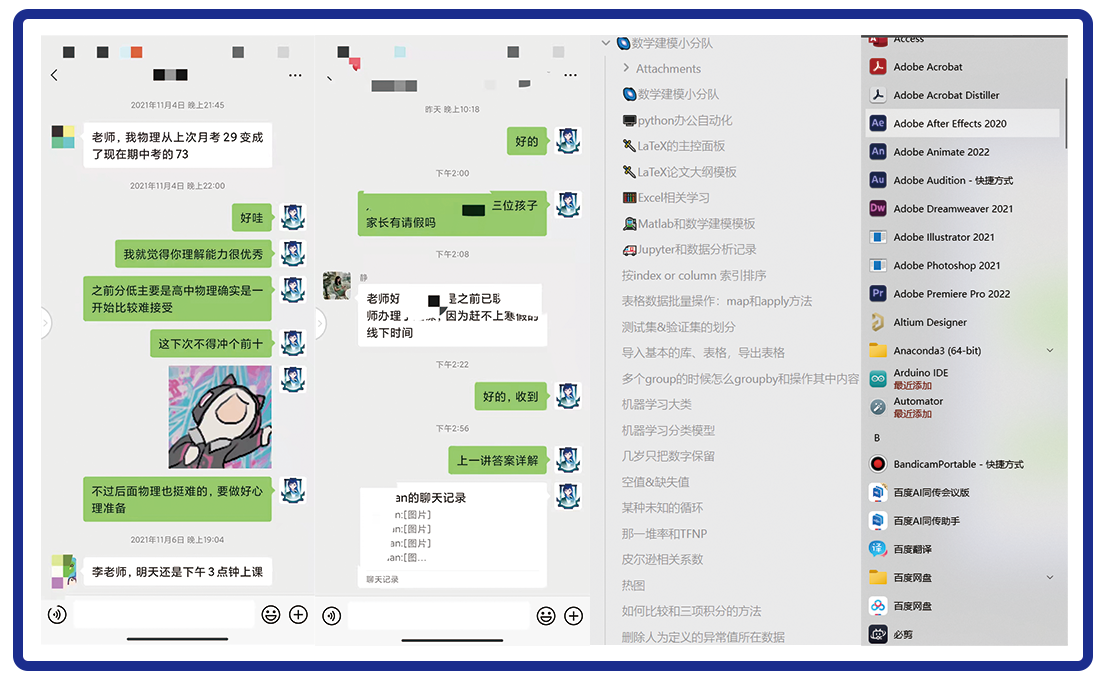 2021年11月4日 晚上21:45
老师，我物理从上次月考 29 变成
了现在期中考的 73
2021年11月4日 晚上22:00
好哇
我就觉得你理解能力很优秀
之前分低主要是高中物理确实是一
开始比较难接受
这下次不得冲个前十
不过后面物理也挺难的，要做好心
理准备
2021年11月6日 晚上19:04
李老师，明天还是下午 3 点钟上课
昨天 晚上10:18
好的
下午2:00
三位孩子
家长有请假吗
下午2:08
静
老师好
是之前已
师办理了
，因为赶不上寒假的
线下时间
下午2:22
好的，收到
下午2:56
上一讲答案详解
an的聊天记录
an:[图片]
an:[图片]
an:[图片]
an:[图...
聊天记录
数学建模小分队
Attachments
数学建模小分队
python办公自动化
LaTeX的主控面板
LaTeX论文大纲模板
Excel相关学习
Matlab和数学建模模板
Jupyter和数据分析记录
按index or column 索引排序
表格数据批量操作：map和apply方法
测试集&验证集的划分
导入基本的库、表格，导出表格
多个group的时候怎么groupby和操作其中内容
机器学习大类
机器学习分类模型
几岁只把数字保留
空值&缺失值
某种未知的循环
那一堆率和TFNP
皮尔逊相关系数
热图
如何比较和三项积分的方法
删除人为定义的异常值所在数据
Access
Adobe Acrobat
Adobe Acrobat Distiller
Ae Adobe After Effects 2020
An Adobe Animate 2022
Au Adobe Audition - 快捷方式
Dw Adobe Dreamweaver 2021
Adobe Illustrator 2021
Adobe Photoshop 2021
Pr Adobe Premiere Pro 2022
Altium Designer
Anaconda3 (64-bit)
Arduino IDE
最近添加
Automator
最近添加
B
BandicamPortable - 快捷方式
百度AI同传会议版
百度AI同传助手
译 百度翻译
百度网盘
百度网盘
必剪